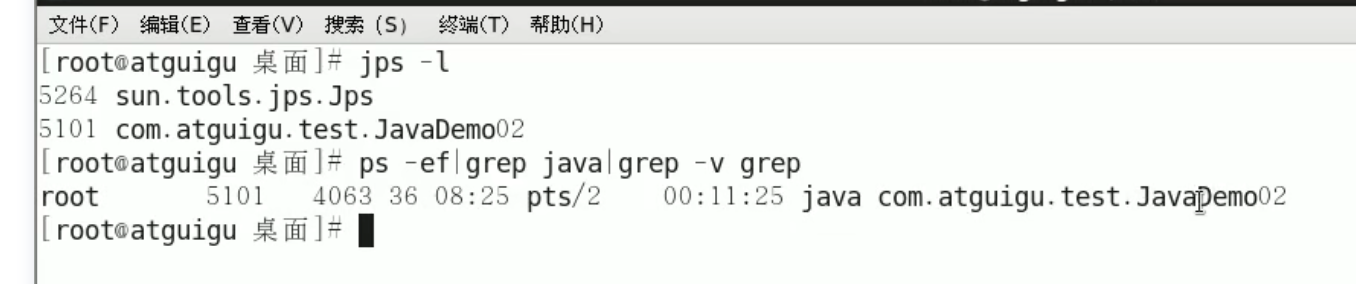 文件(F) 编辑(E) 查看(V) 搜索 (S) 终端(T) 帮助(H)
[root@atguigu 桌面]# jps -l
5264 sun.tools.jps.Jps
5101 com.atguigu.test.JavaDemo02
[root@atguigu 桌面]# ps -ef|grep java|grep -v grep
root 5101 4063 36 08:25 pts/2 00:11:25 java com.atguigu.test.JavaDemo02
[root@atguigu 桌面]#